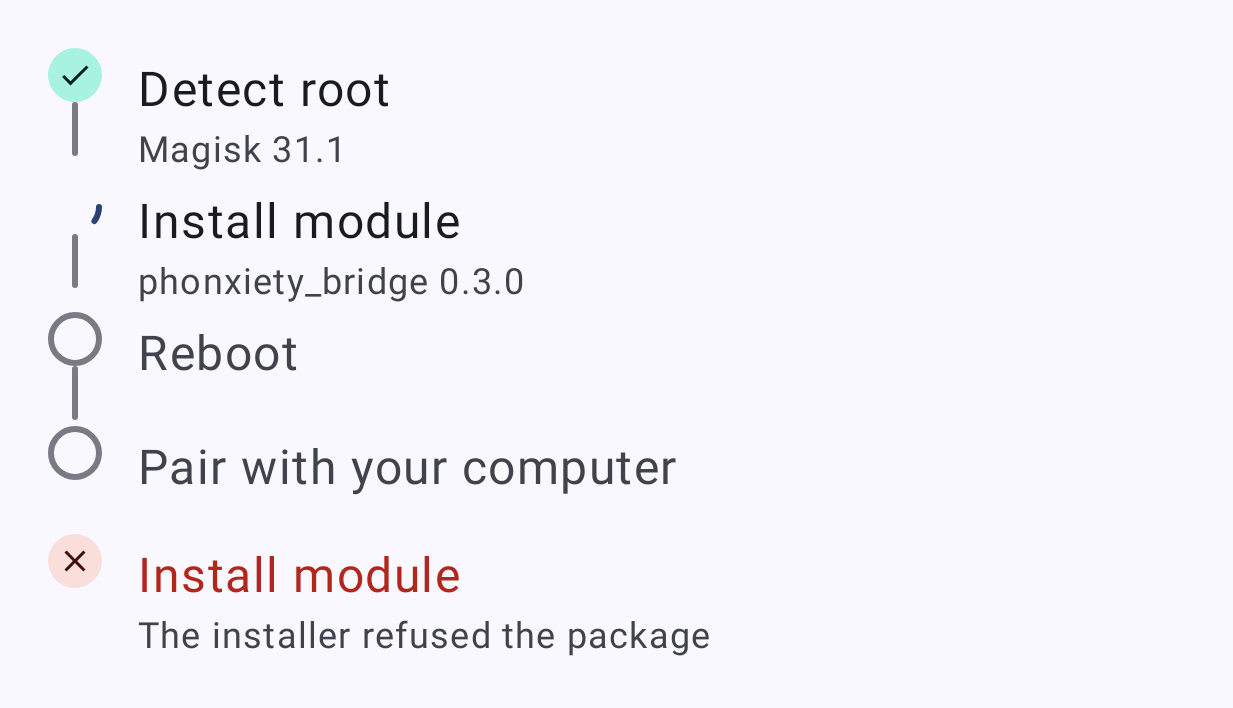 Detect root
Magisk 31.1
Install module
phonxiety_bridge 0.3.0
Reboot
Pair with your computer
Install module
The installer refused the package